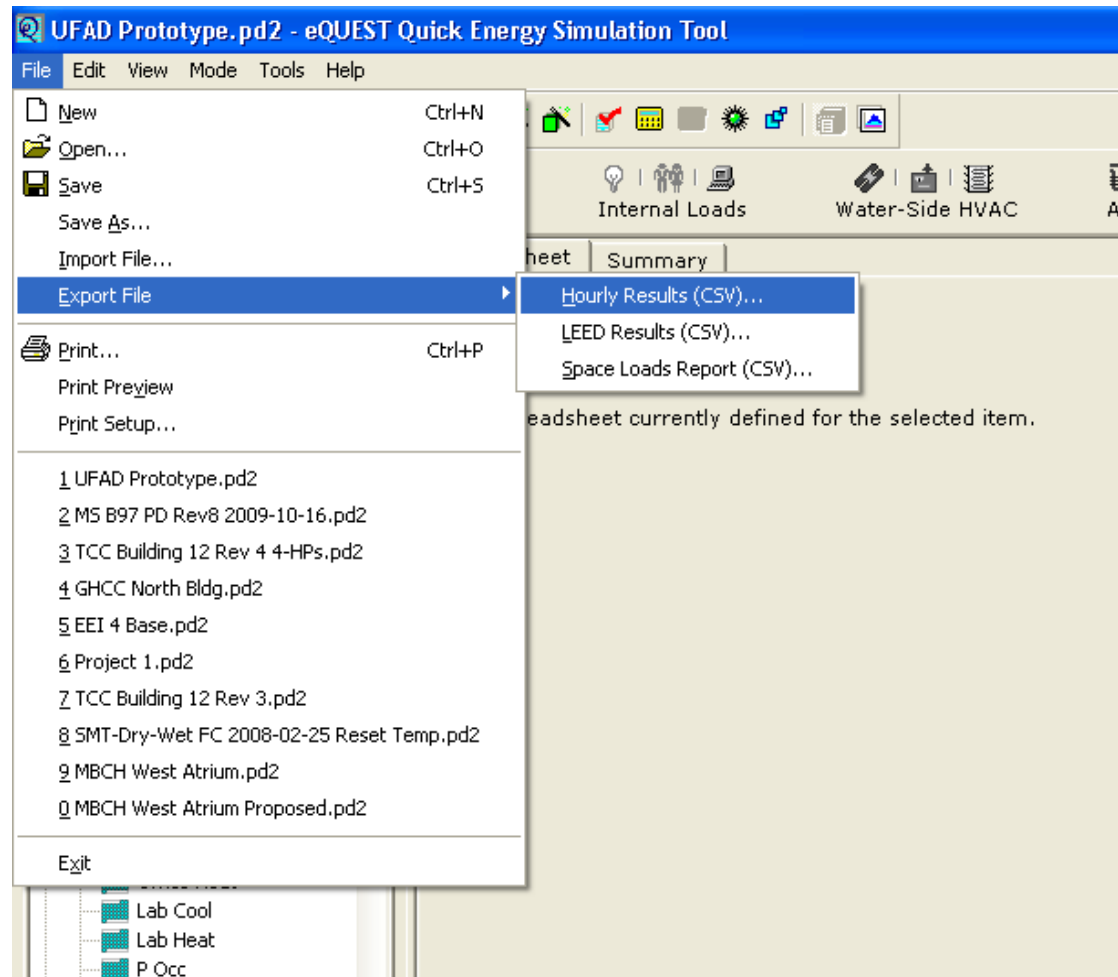 UFAD Prototype.pd2 - eQUEST Quick Energy Simulation Tool
File Edit View Mode Tools Help
New Ctrl+N
Open... Ctrl+O
Save Ctrl+S
Save As...
Import File...
Export File
Print... Ctrl+P
Print Preview
Print Setup...
1 UFAD Prototype.pd2
2 MS B97 PD Rev8 2009-10-16.pd2
3 TCC Building 12 Rev 4 4-HPs.pd2
4 GHCC North Bldg.pd2
5 EEI 4 Base.pd2
6 Project 1.pd2
7 TCC Building 12 Rev 3.pd2
8 SMT-Dry-Wet FC 2008-02-25 Reset Temp.pd2
9 MBCH West Atrium.pd2
0 MBCH West Atrium Proposed.pd2
Exit
Internal Loads Water-Side HVAC A
heet Summary
Hourly Results (CSV)...
LEED Results (CSV)...
Space Loads Report (CSV)...
eadsheet currently defined for the selected item.
Lab Cool
Lab Heat
P Occ